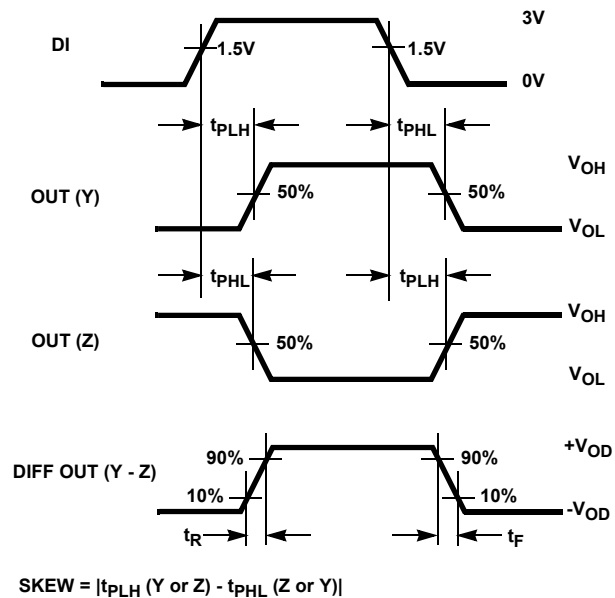 3V
DI
1.5V
1.5V
0V
tPLH
tPHL
VOH
OUT (Y)
50%
50%
VOL
tPHL
tPLH
VOH
OUT (Z)
50%
50%
VOL
+VOD
90%
90%
DIFF OUT (Y - Z)
10%
10%
-VOD
tR
tF
SKEW = |tPLH (Y or Z) - tPHL (Z or Y)|